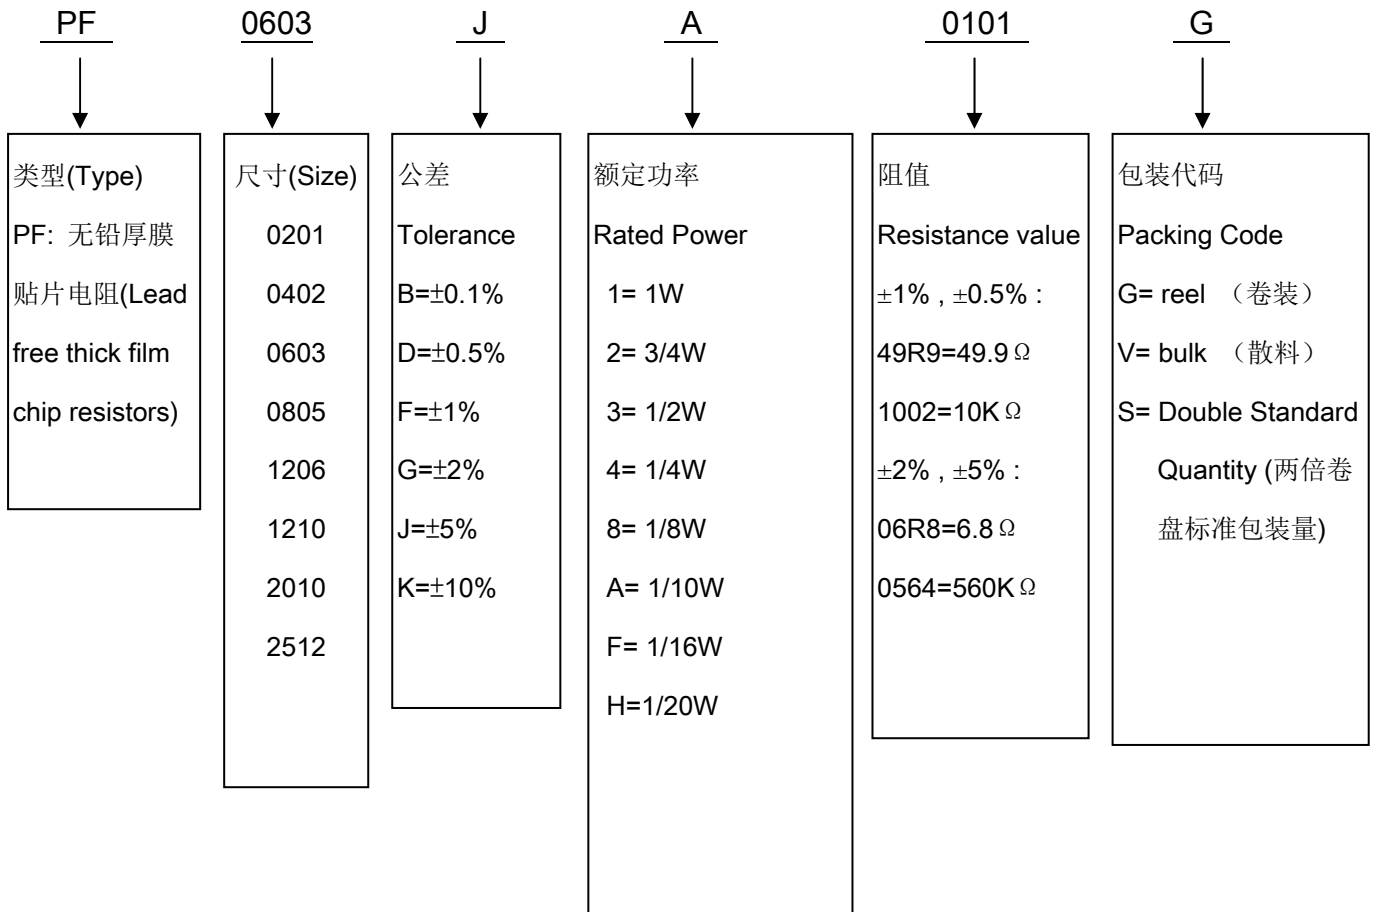 PF 0603 J A 0101 G
类型(Type)
PF: 无铅厚膜
贴片电阻(Lead
free thick film
chip resistors)
尺寸(Size)
0201
0402
0603
0805
1206
1210
2010
2512
公差
Tolerance
B=±0.1%
D=±0.5%
F=±1%
G=±2%
J=±5%
K=±10%
额定功率
Rated Power
1= 1W
2= 3/4W
3= 1/2W
4= 1/4W
8= 1/8W
A= 1/10W
F= 1/16W
H=1/20W
阻值
Resistance value
±1% , ±0.5% :
49R9=49.9 Ω
1002=10K Ω
±2% , ±5% :
06R8=6.8 Ω
0564=560K Ω
包装代码
Packing Code
G= reel （卷装）
V= bulk （散料）
S= Double Standard
Quantity (两倍卷
盘标准包装量)